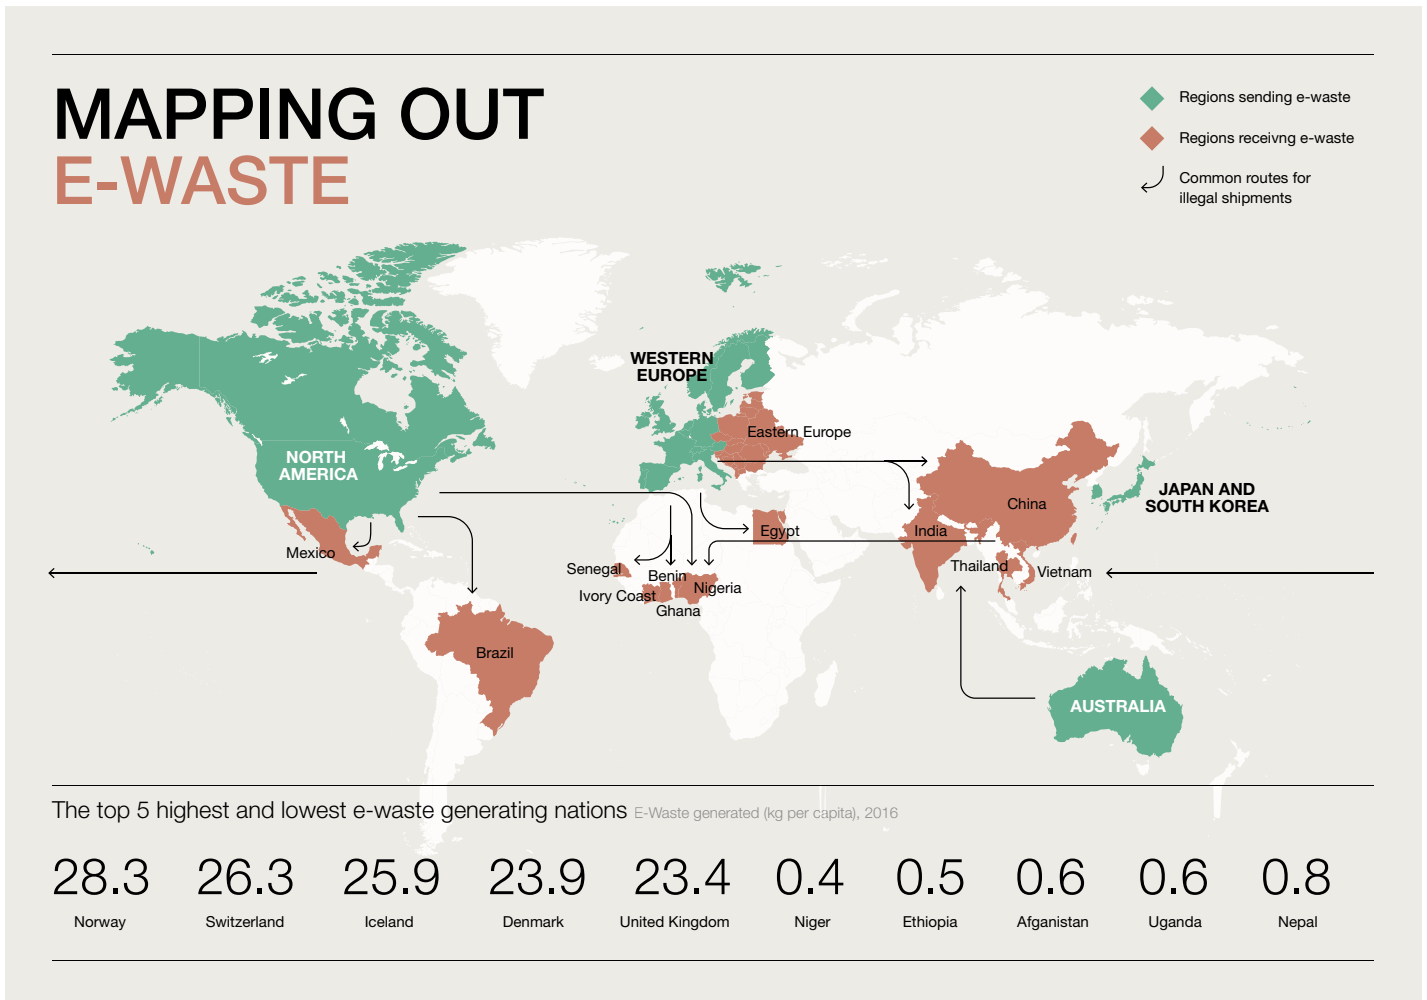 MAPPING OUT
E-WASTE
Regions sending e-waste
Regions receivng e-waste
Common routes for
illegal shipments
WESTERN
EUROPE
Eastern Europe
NORTH
AMERICA
JAPAN AND
SOUTH KOREA
China
Egypt
India
Mexico
Senegal
Benin
Thailand
Vietnam
Nigeria
Ivory Coast
Ghana
Brazil
AUSTRALIA
The top 5 highest and lowest e-waste generating nations E-Waste generated (kg per capita), 2016
28.3 26.3 25.9 23.9 23.4 0.4 0.5 0.6 0.6 0.8
Norway Switzerland Iceland Denmark United Kingdom Niger Ethiopia Afganistan Uganda Nepal